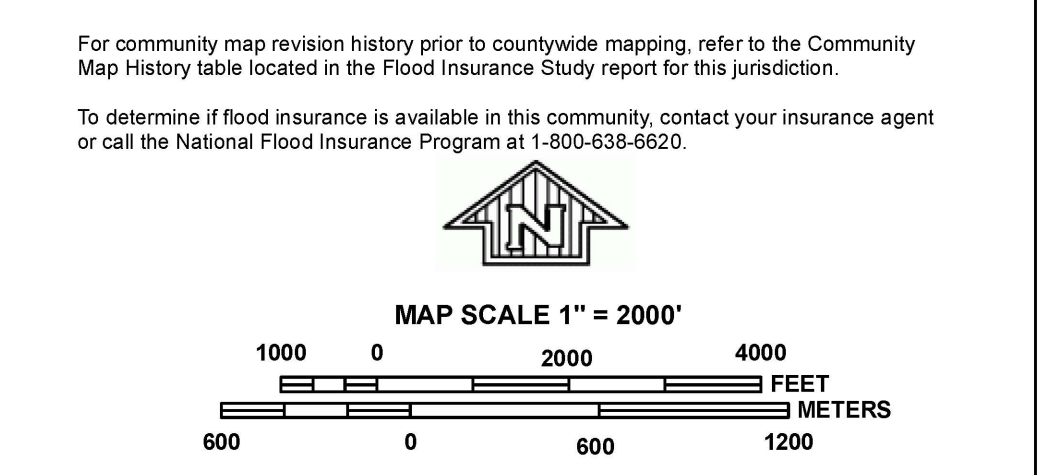 For community map revision history prior to countywide mapping, refer to the Community
Map History table located in the Flood Insurance Study report for this jurisdiction.
To determine if flood insurance is available in this community, contact your insurance agent
or call the National Flood Insurance Program at 1-800-638-6620.
N
MAP SCALE 1" = 2000'
1000 0 2000 4000
FEET
METERS
600 0 600 1200